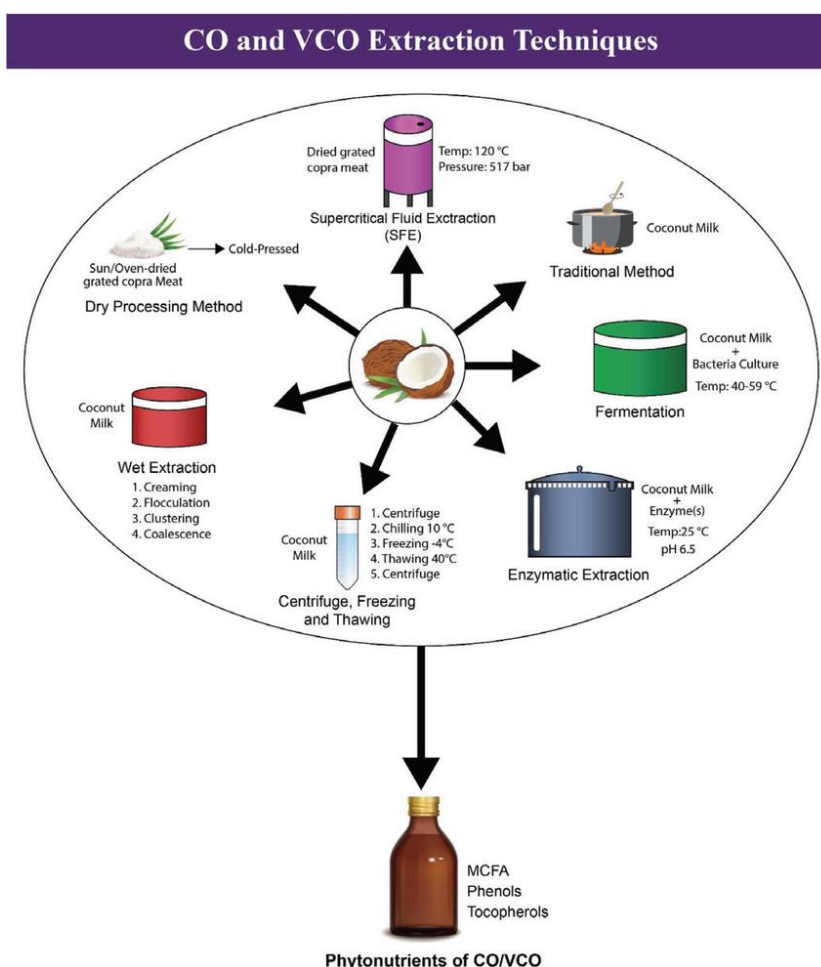 CO and VCO Extraction Techniques
Dried grated
copra meat
Temp: 120 °C
Pressure: 517 bar
Supercritical Fluid Exctraction
(SFE)
Coconut Milk
Traditional Method
Sun/Oven-dried
grated copra Meat
Cold-Pressed
Dry Processing Method
Coconut Milk
+
Bacteria Culture
Temp: 40-59 °C
Fermentation
Coconut
Milk
Wet Extraction
1. Creaming
2. Flocculation
3. Clustering
4. Coalescence
Coconut
Milk
1. Centrifuge
2. Chilling 10 °C
3. Freezing -4°C
4. Thawing 40°C
5. Centrifuge
Centrifuge, Freezing
and Thawing
Coconut Milk
+
Enzyme(s)
Temp:25 °C
pH 6.5
Enzymatic Extraction
MCFA
Phenols
Tocopherols
Phytonutrients of CO/VCO